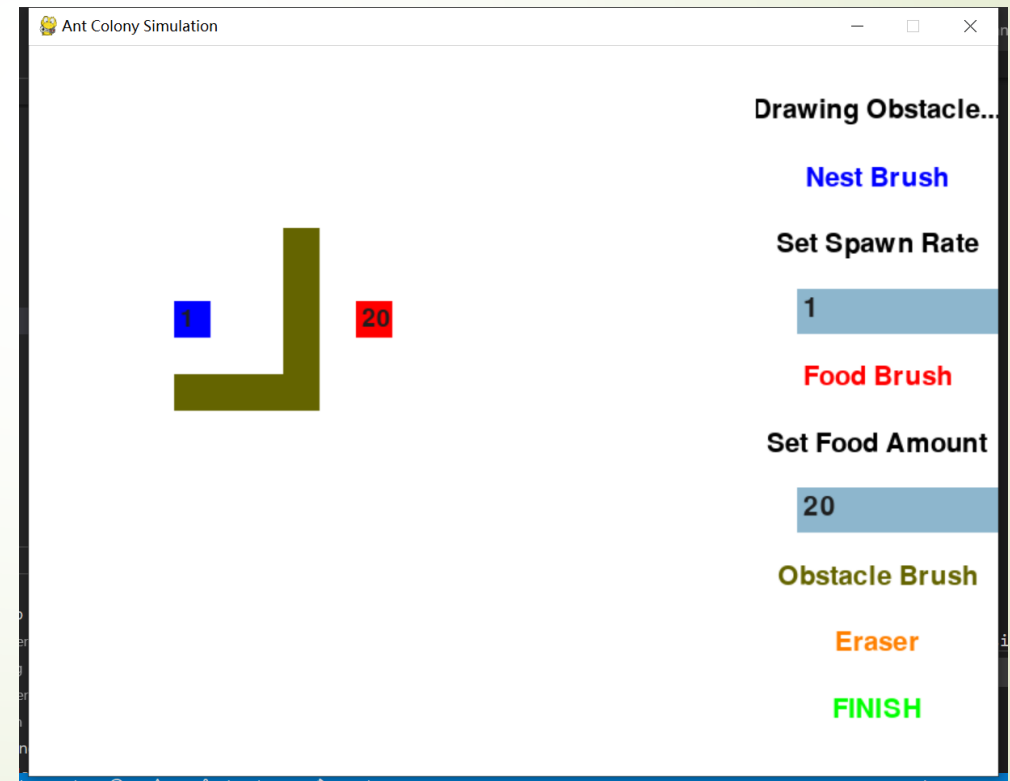 Ant Colony Simulation
Drawing Obstacle...
Nest Brush
Set Spawn Rate
1
1
20
Food Brush
Set Food Amount
20
Obstacle Brush
Eraser
FINISH